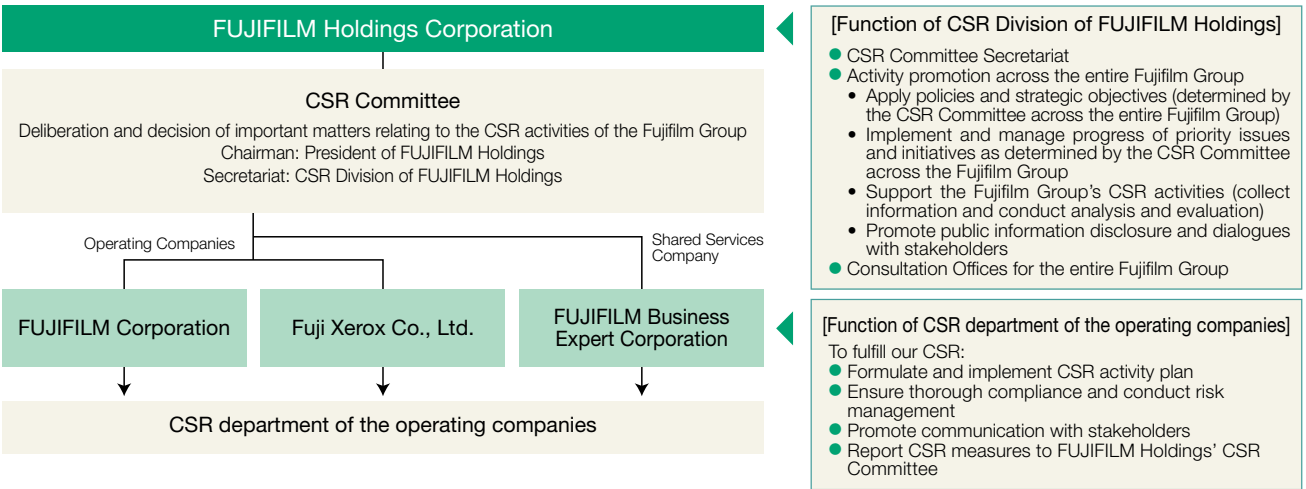 FUJIFILM Holdings Corporation
CSR Committee
Deliberation and decision of important matters relating to the CSR activities of the Fujifilm Group
Chairman: President of FUJIFILM Holdings
Secretariat: CSR Division of FUJIFILM Holdings
Operating Companies
Shared Services
Company
FUJIFILM Corporation
Fuji Xerox Co., Ltd.
FUJIFILM Business
Expert Corporation
CSR department of the operating companies
[Function of CSR Division of FUJIFILM Holdings]
● CSR Committee Secretariat
● Activity promotion across the entire Fujifilm Group
• Apply policies and strategic objectives (determined by
the CSR Committee across the entire Fujifilm Group)
• Implement and manage progress of priority issues
and initiatives as determined by the CSR Committee
across the Fujifilm Group
• Support the Fujifilm Group's CSR activities (collect
information and conduct analysis and evaluation)
• Promote public information disclosure and dialogues
with stakeholders
● Consultation Offices for the entire Fujifilm Group
[Function of CSR department of the operating companies]
To fulfill our CSR:
● Formulate and implement CSR activity plan
● Ensure thorough compliance and conduct risk
management
● Promote communication with stakeholders
● Report CSR measures to FUJIFILM Holdings' CSR
Committee